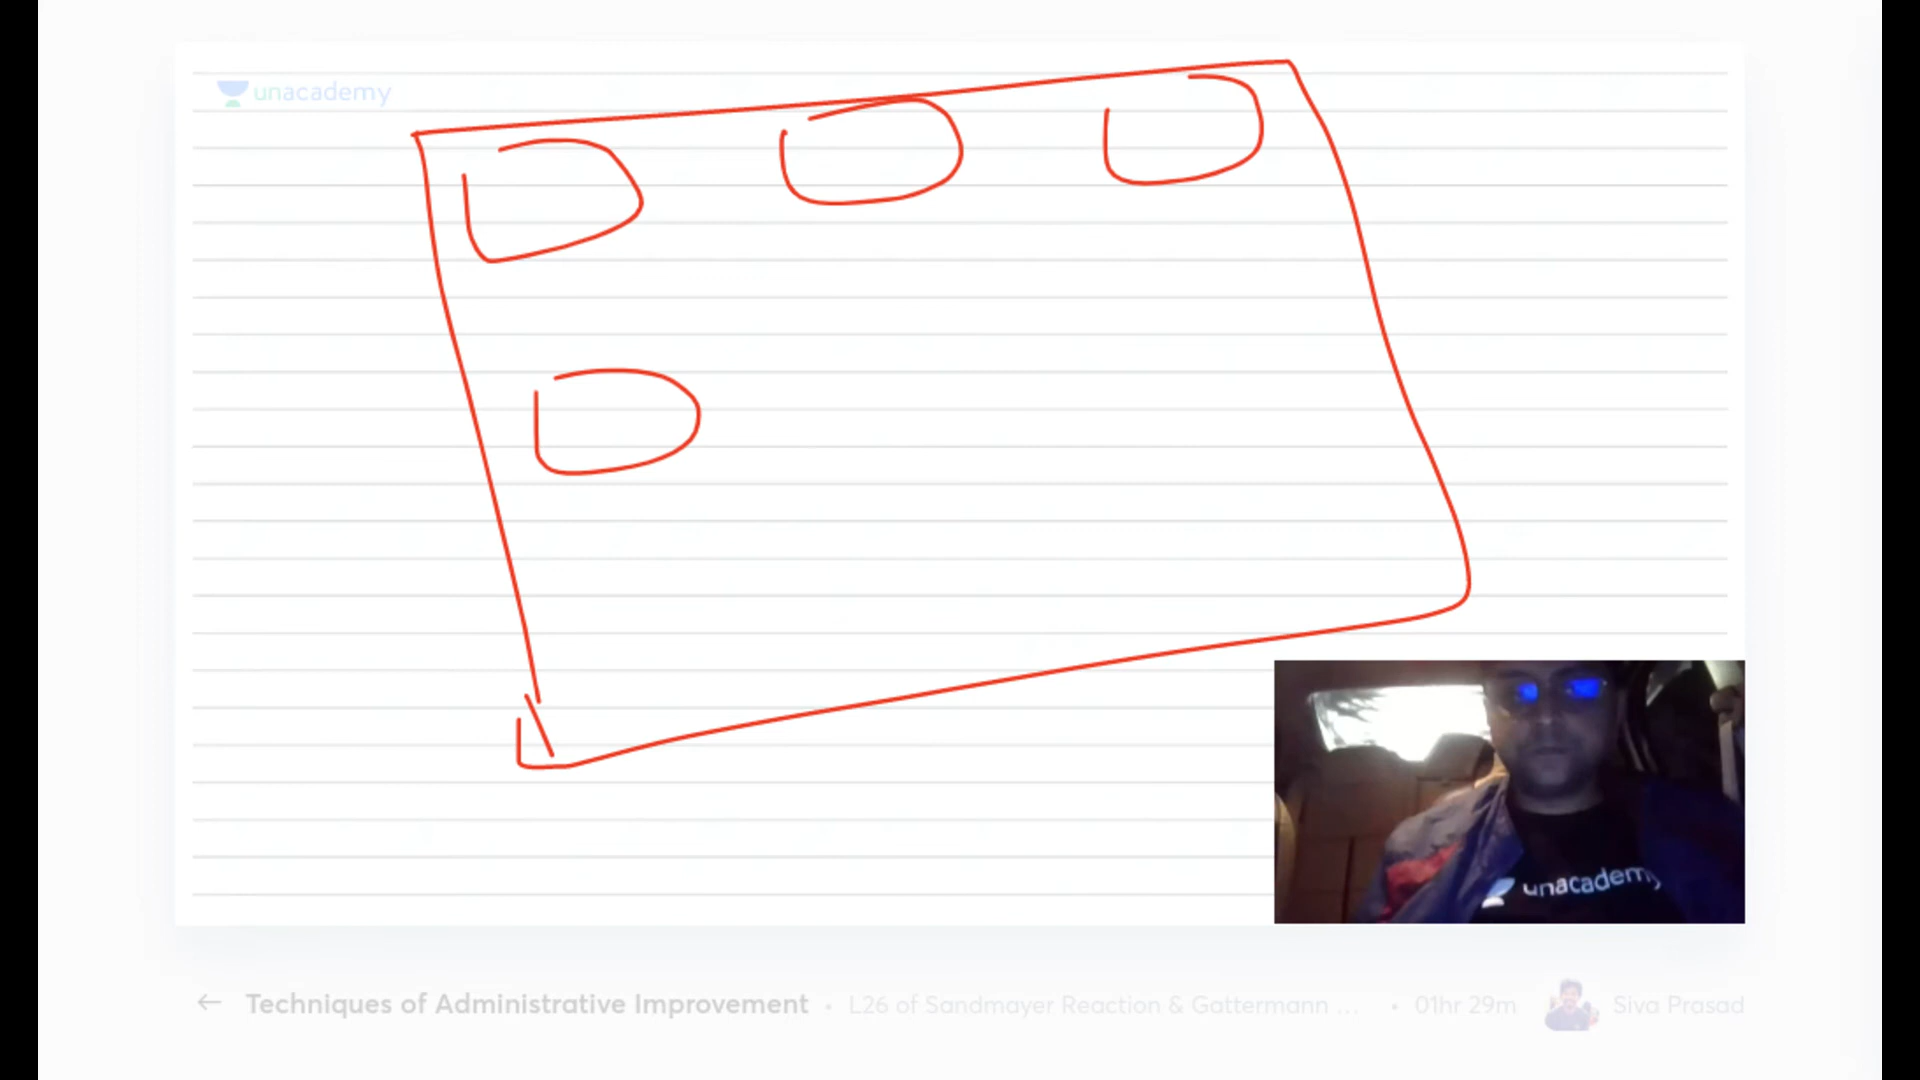 unacademy
unacademy
Techniques of Administrative Improvement • L26 of Sandmayer Reaction & Gattermann ... • 01hr 29m Siva Prasad